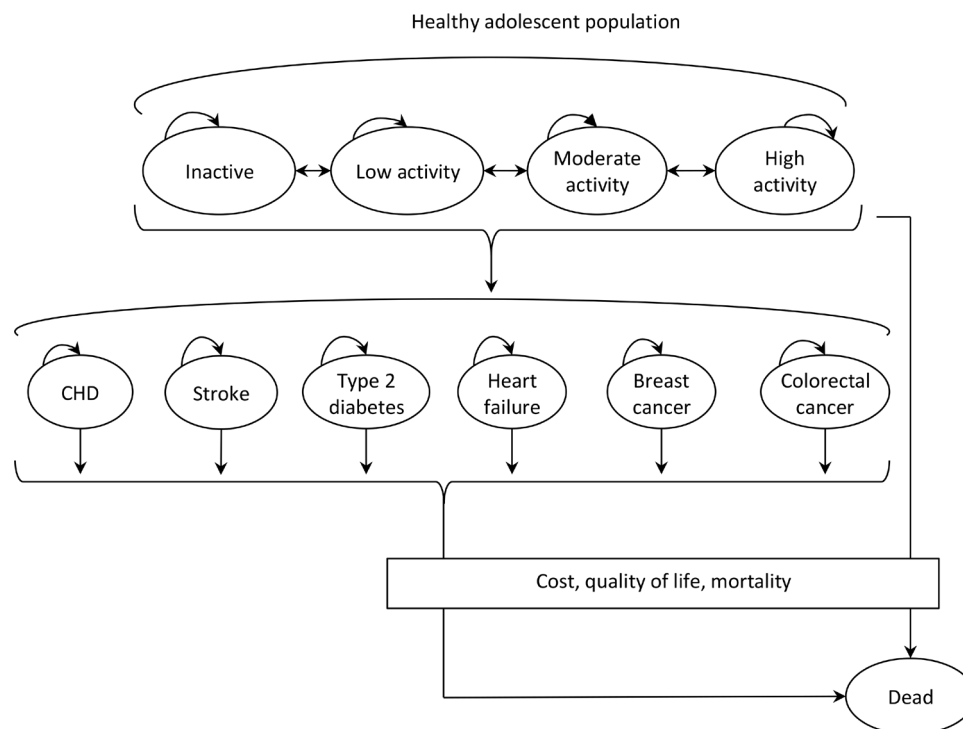 Healthy adolescent population
Inactive
Low activity
Moderate
activity
High
activity
CHD
Stroke
Type 2
diabetes
Heart
failure
Breast
cancer
Colorectal
cancer
Cost, quality of life, mortality
Dead